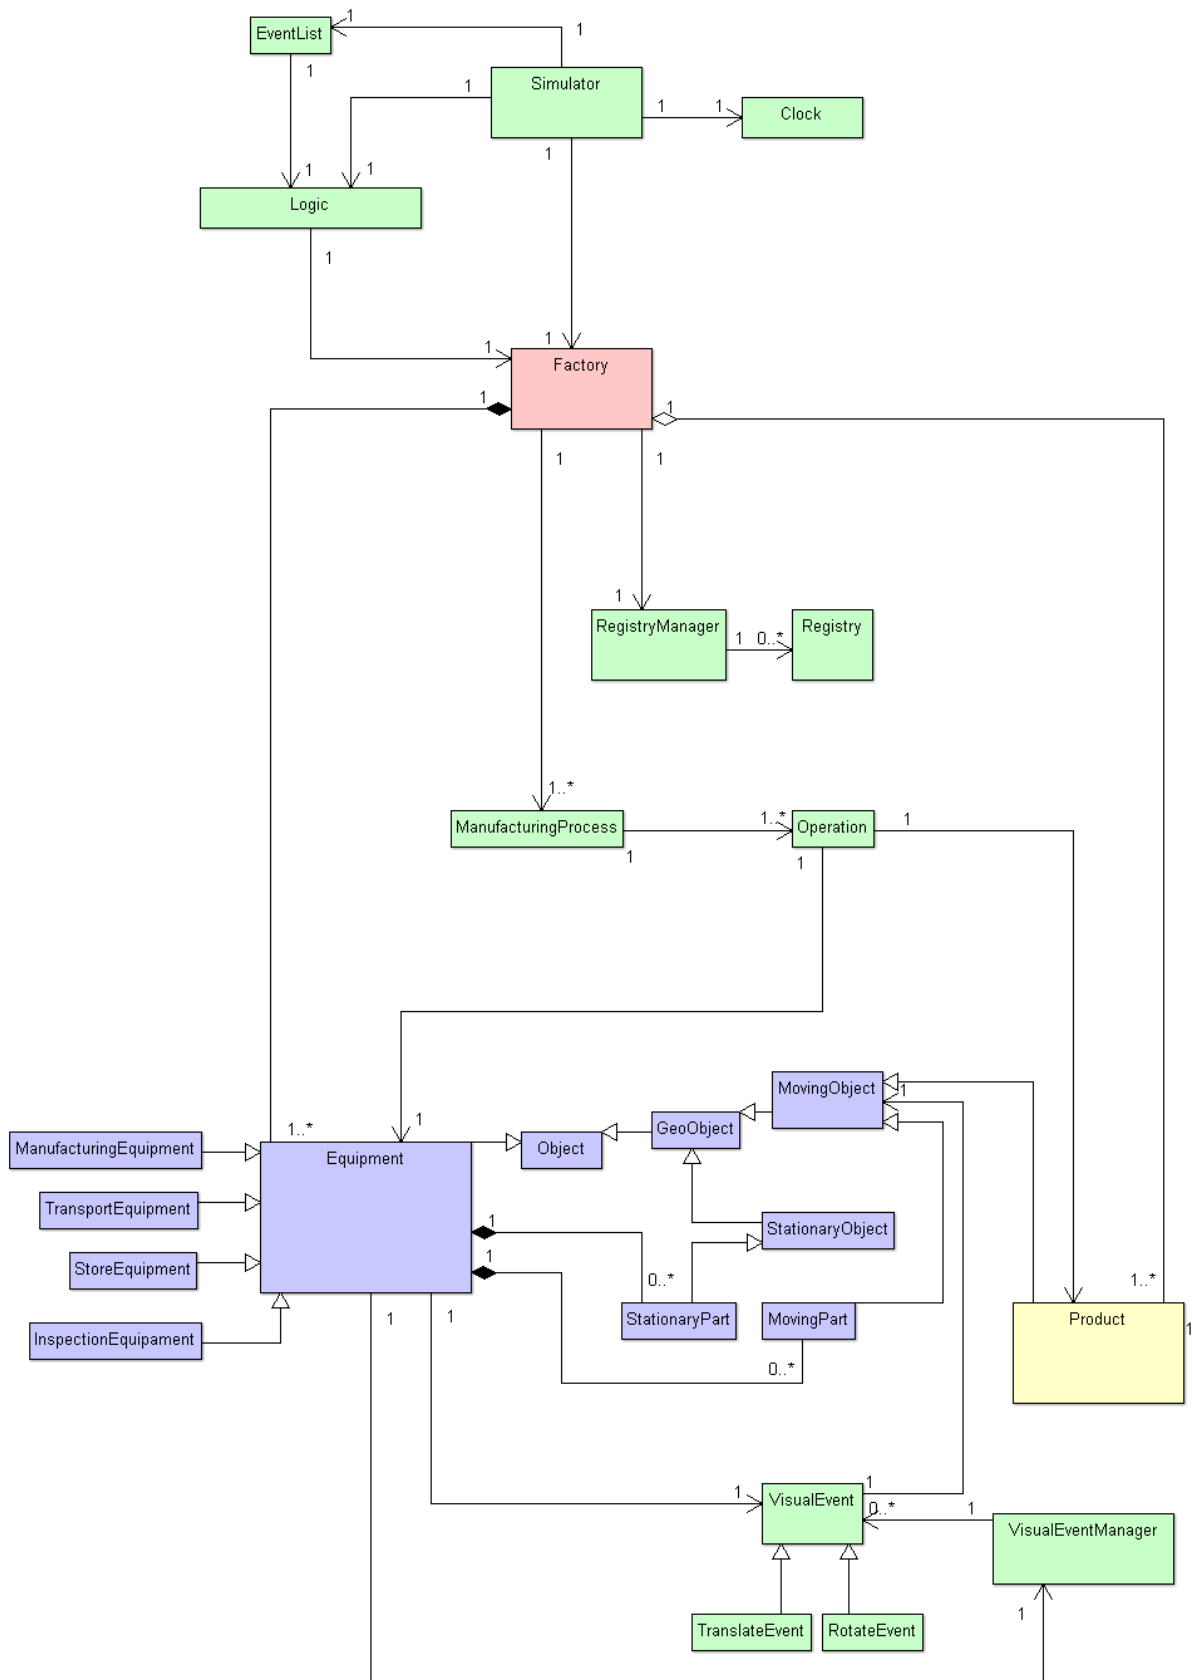 1
1
EventList
1
1
Simulator
1
1
1
Clock
1
1
1
Logic
1
1
1
Factory
1
1
1
1
1
RegistryManager
1
0..*
Registry
1..*
ManufacturingProcess
1
1..*
Operation
1
1
MovingObject
1
GeoObject
1..*
1
ManufacturingEquipment
Equipment
Object
TransportEquipment
1
StationaryObject
1
StoreEquipment
0..*
1..*
InspectionEquipament
1
1
StationaryPart
MovingPart
Product
1
0..*
1
VisualEvent
1
0..*
1
VisualEventManager
1
TranslateEvent
RotateEvent